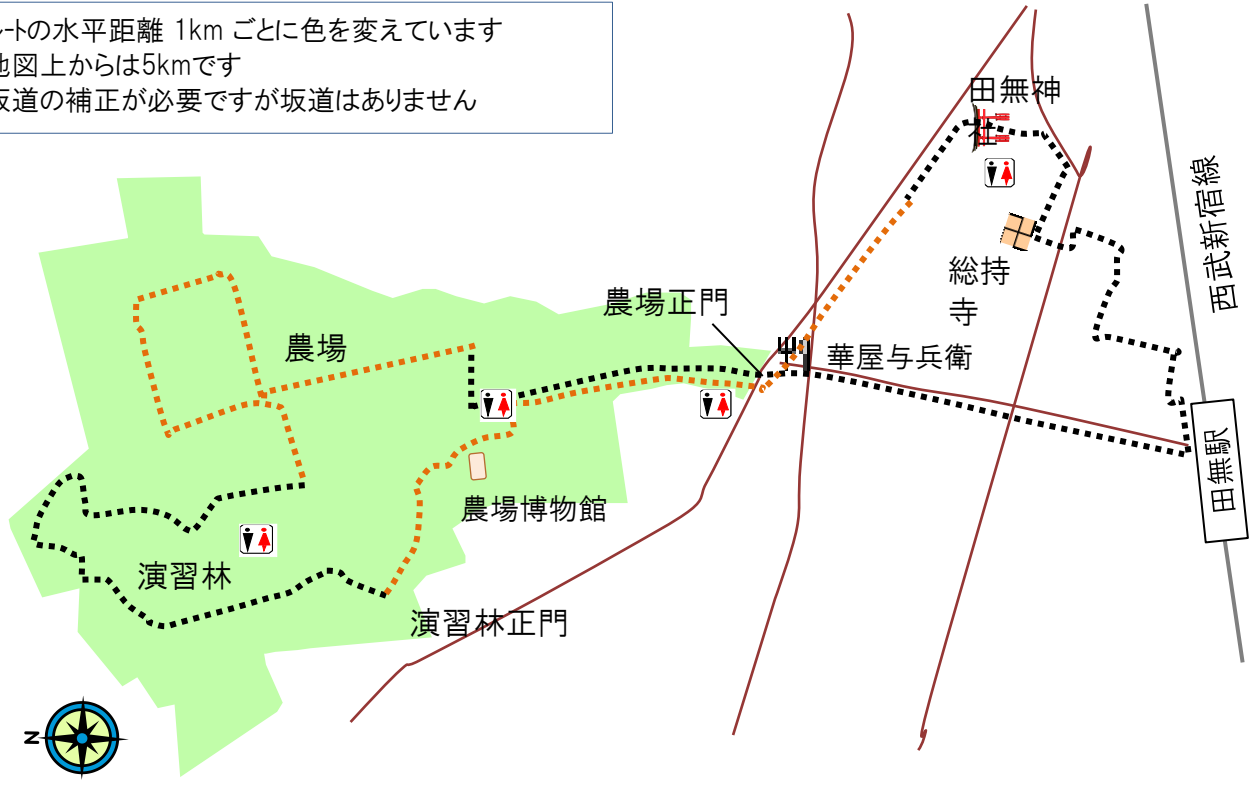 ﾙｰﾄの水平距離 1km ごとに色を変えています
地図上からは5kmです
坂道の補正が必要ですが坂道はありません
田無神
社
西武新宿線
総持
寺
農場正門
華屋与兵衛
農場
田無駅
農場博物館
演習林
演習林正門
N